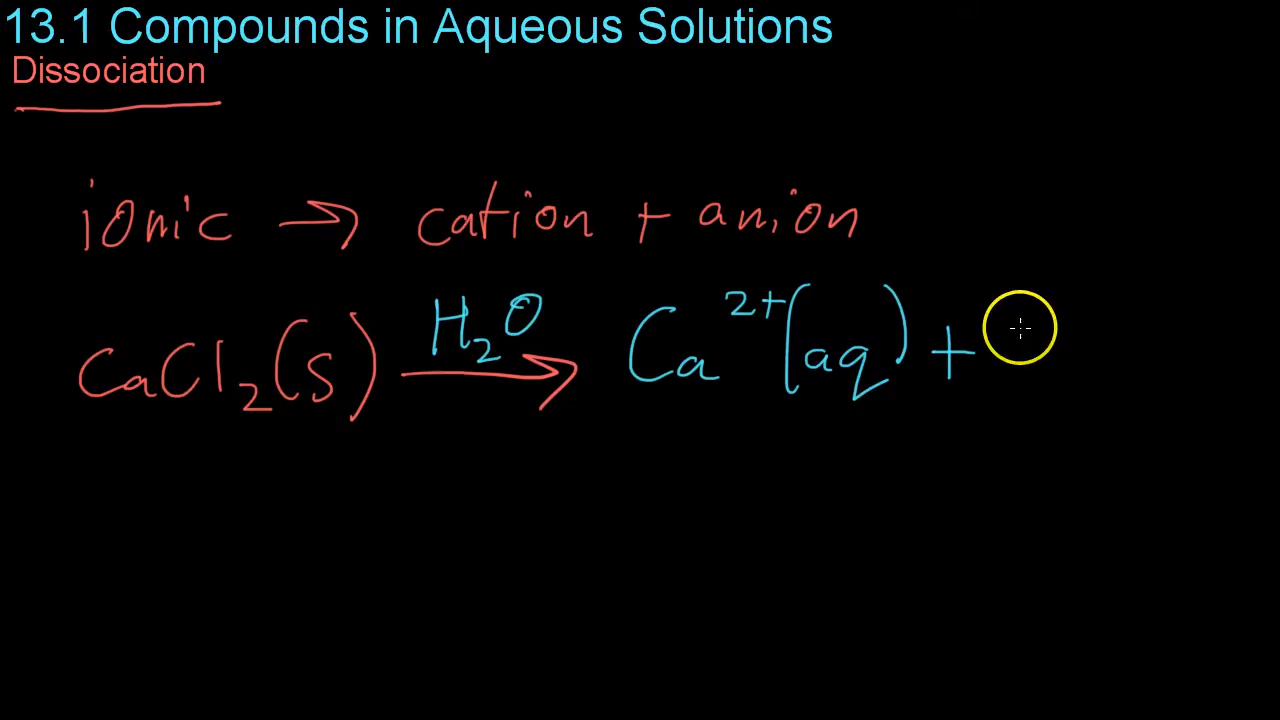 13.1 Compounds in Aqueous Solutions
Dissociation
ionic → cation + anion
CaCl₂(s) →[H₂O] Ca²⁺(aq) +